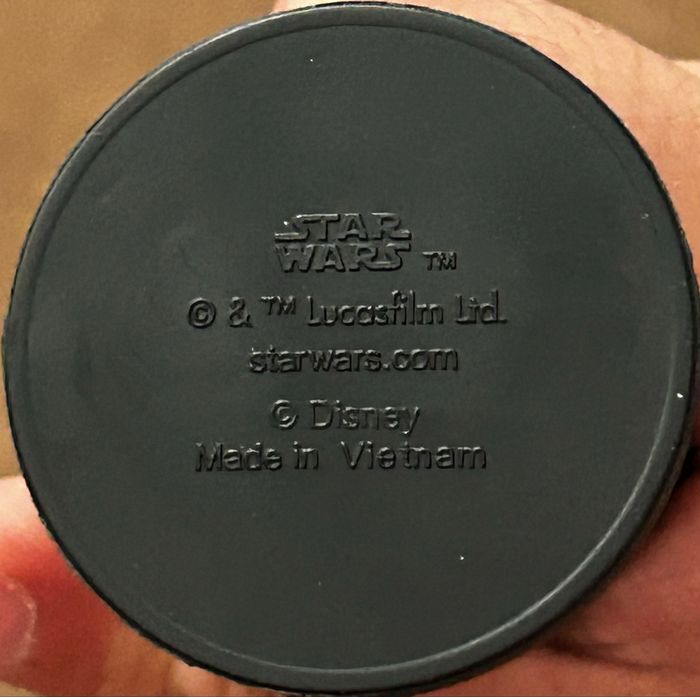 STAR
WARS ™
© & ™ Lucasfilm Ltd.
starwars.com
© Disney
Made in Vietnam